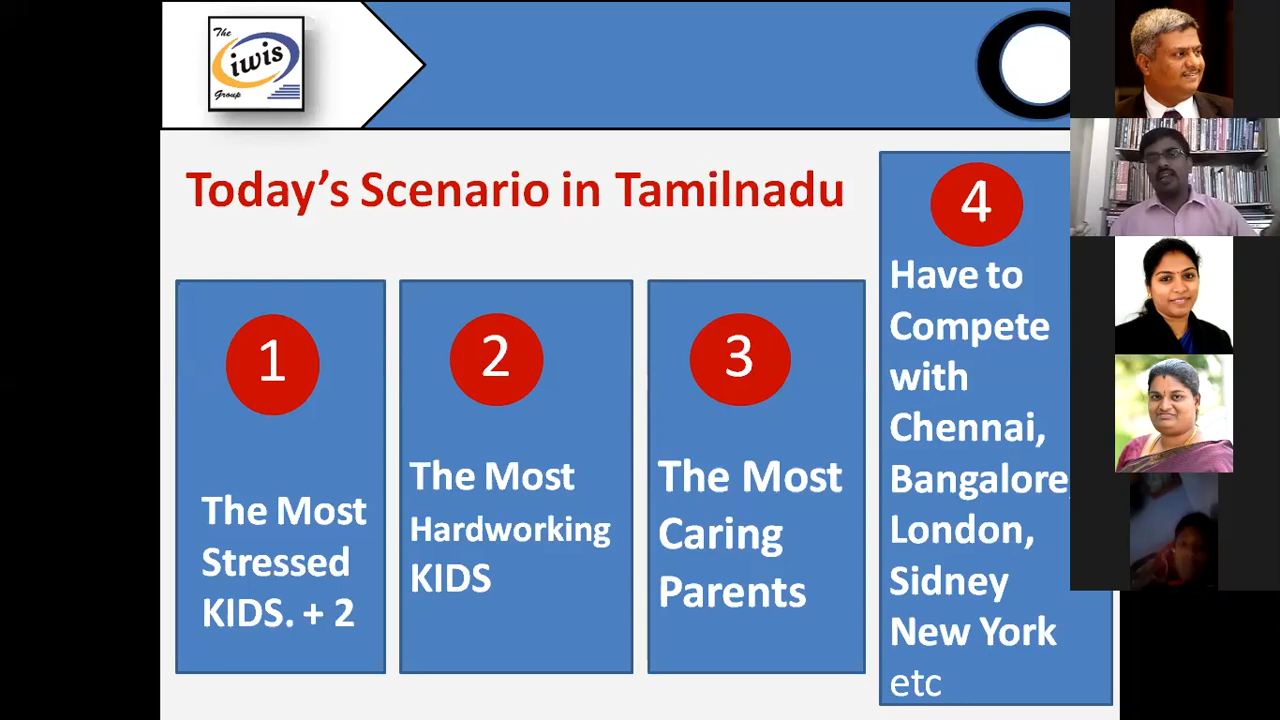 The
iwis
Group
Today's Scenario in Tamilnadu
1
The Most
Stressed
KIDS. + 2
2
The Most
Hardworking
KIDS
3
The Most
Caring
Parents
4
Have to
Compete
with
Chennai,
Bangalore,
London,
Sidney
New York
etc